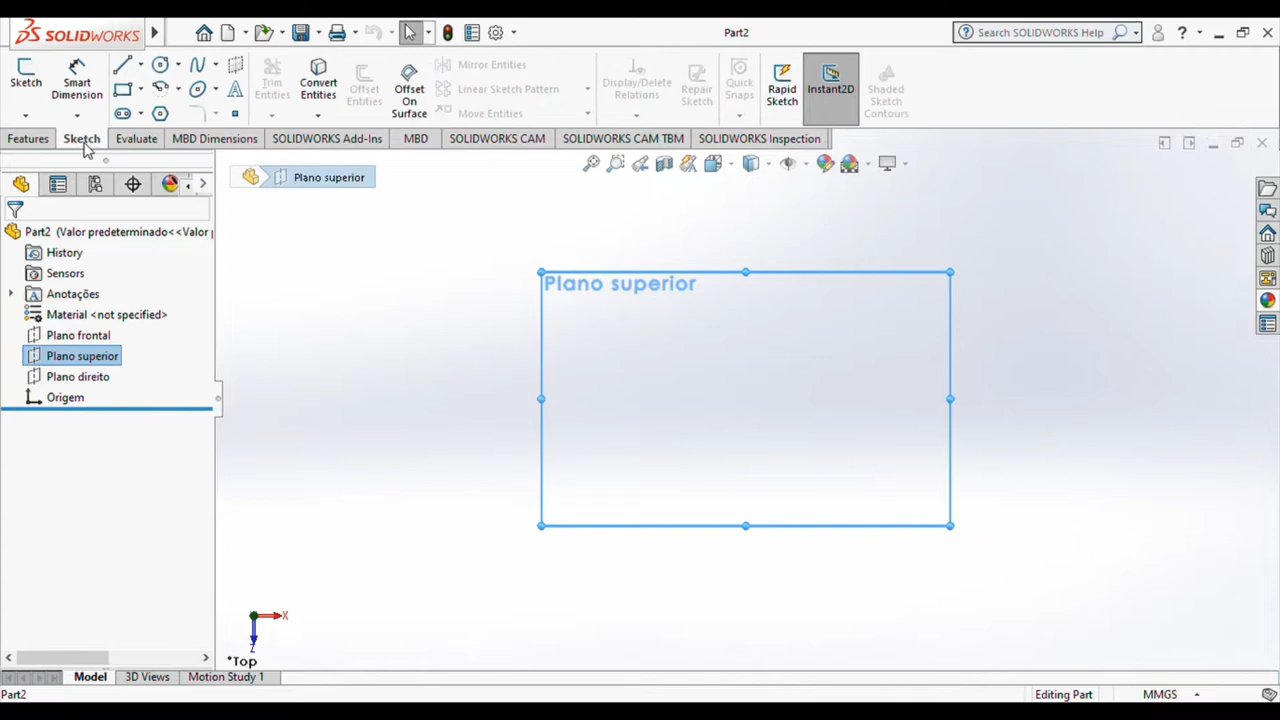 SOLIDWORKS
Part2
Search SOLIDWORKS Help
?
Sketch
Smart Dimension
Trim Entities
Convert Entities
Offset Entities
Offset On Surface
Mirror Entities
Linear Sketch Pattern
Move Entities
Display/Delete Relations
Repair Sketch
Quick Snaps
Rapid Sketch
Instant2D
Shaded Sketch Contours
Features
Sketch
Evaluate
MBD Dimensions
SOLIDWORKS Add-Ins
MBD
SOLIDWORKS CAM
SOLIDWORKS CAM TBM
SOLIDWORKS Inspection
Plano superior
Part2 (Valor predeterminado<<Valor
History
Sensors
Anotações
Material <not specified>
Plano frontal
Plano superior
Plano direito
Origem
Plano superior
X
Z
*Top
Model
3D Views
Motion Study 1
Part2
Editing Part
MMGS